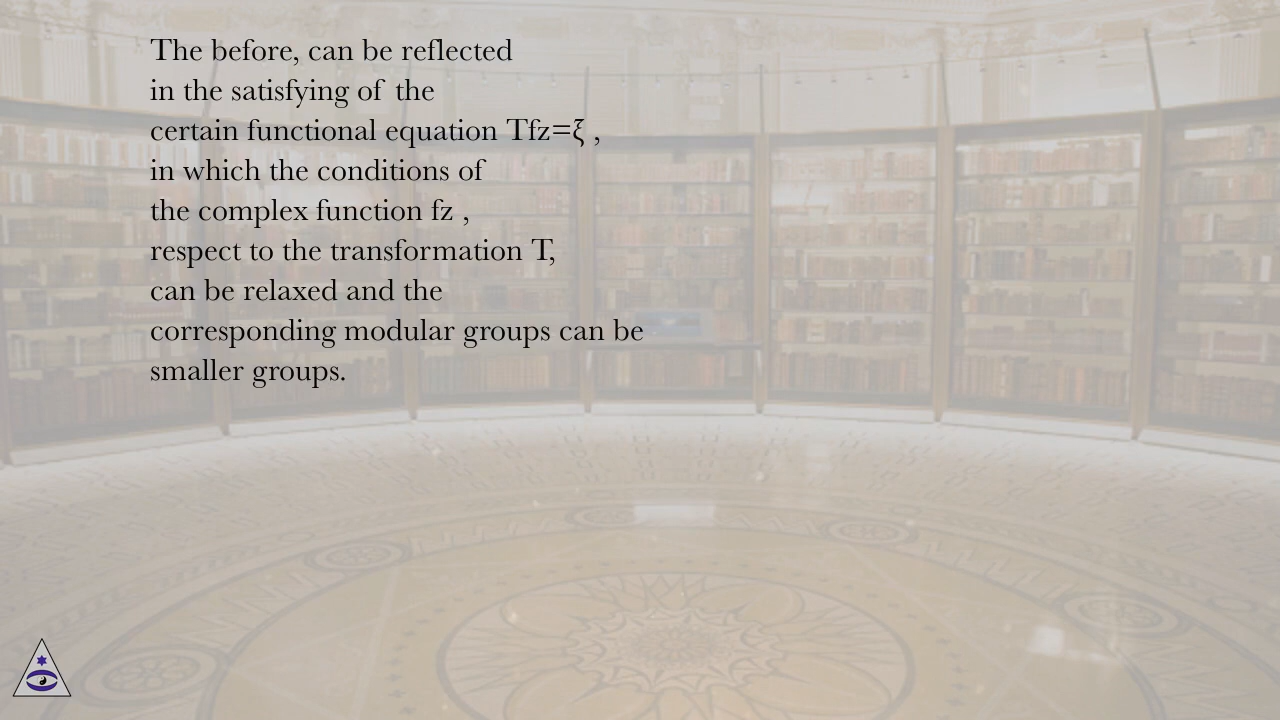 The before, can be reflected
in the satisfying of the
certain functional equation Tfz=ξ ,
in which the conditions of
the complex function fz ,
respect to the transformation T,
can be relaxed and the
corresponding modular groups can be
smaller groups.